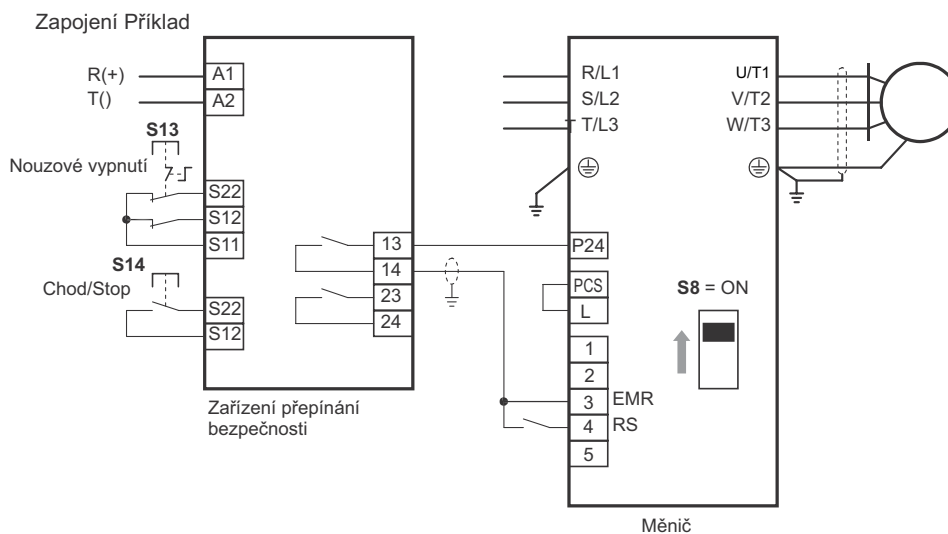 Zapojení Příklad
R(+)
T()
A1
A2
S13
Nouzové vypnutí
S22
S12
S11
S14
Chod/Stop
S22
S12
13
14
23
24
Zařízení přepínání
bezpečnosti
R/L1
S/L2
T/L3
U/T1
V/T2
W/T3
P24
PCS
L
S8 = ON
1
2
3 EMR
4 RS
5
Měnič